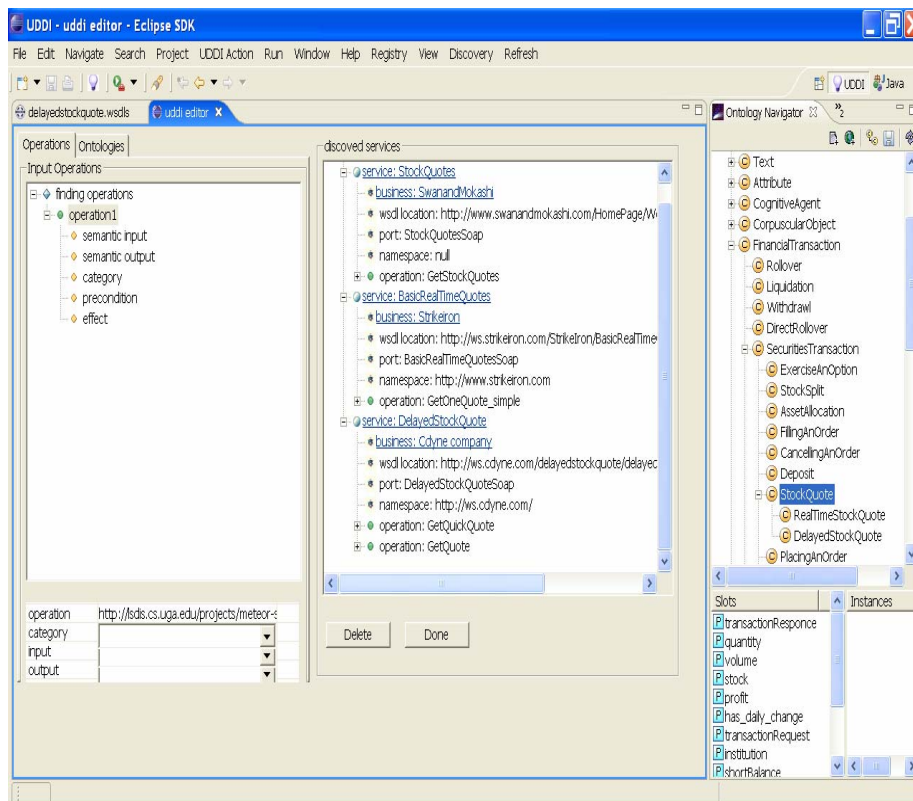 UDDI - uddi editor - Eclipse SDK
File Edit Navigate Search Project UDDI Action Run Window Help Registry View Discovery Refresh
UDDI Java
delayedstockquote.wsdls uddi editor X
Operations Ontologies
Input Operations
finding operations
operation1
semantic input
semantic output
category
precondition
effect
operation http://lsdis.cs.uga.edu/projects/meteor-s
category
input
output
discovered services
service: StockQuotes
business: SwanandMokashi
wsdl location: http://www.swanandmokashi.com/HomePage/W
port: StockQuotesSoap
namespace: null
operation: GetStockQuotes
service: BasicRealTimeQuotes
business: Strikeiron
wsdl location: http://ws.strikeiron.com/StrikeIron/BasicRealTime
port: BasicRealTimeQuotesSoap
namespace: http://www.strikeiron.com
operation: GetOneQuote_simple
service: DelayedStockQuote
business: Cdyne company
wsdl location: http://ws.cdyne.com/delayedstockquote/delayec
port: DelayedStockQuoteSoap
namespace: http://ws.cdyne.com/
operation: GetQuickQuote
operation: GetQuote
Delete Done
Ontology Navigator »2
Text
Attribute
CognitiveAgent
CorpuscularObject
FinancialTransaction
Rollover
Liquidation
Withdrawl
DirectRollover
SecuritiesTransaction
ExerciseAnOption
StockSplit
AssetAllocation
FillingAnOrder
CancellingAnOrder
Deposit
StockQuote
RealTimeStockQuote
DelayedStockQuote
PlacingAnOrder
Slots Instances
transactionResponce
quantity
volume
stock
profit
has_daily_change
transactionRequest
institution
shortBalance